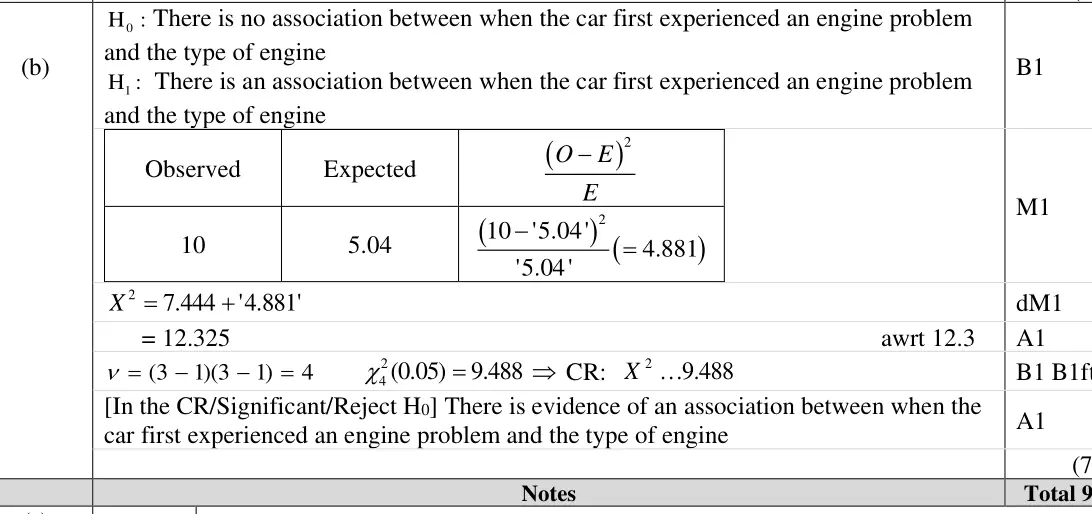 (b)
H₀ : There is no association between when the car first experienced an engine problem
and the type of engine
H₁ : There is an association between when the car first experienced an engine problem
and the type of engine
B1
Observed Expected (O − E)² / E
10 5.04 (10 − '5.04')² / '5.04' (= 4.881)
M1
X² = 7.444 + '4.881' dM1
= 12.325 awrt 12.3 A1
ν = (3 − 1)(3 − 1) = 4 χ²₄(0.05) = 9.488 ⇒ CR: X² …9.488 B1 B1ft
[In the CR/Significant/Reject H₀] There is evidence of an association between when the
car first experienced an engine problem and the type of engine
A1
(7
Notes Total 9